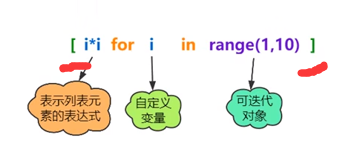 [ i*i for i in range(1,10) ]
表示列表元
素的表达式
自定义
变量
可迭代
对象